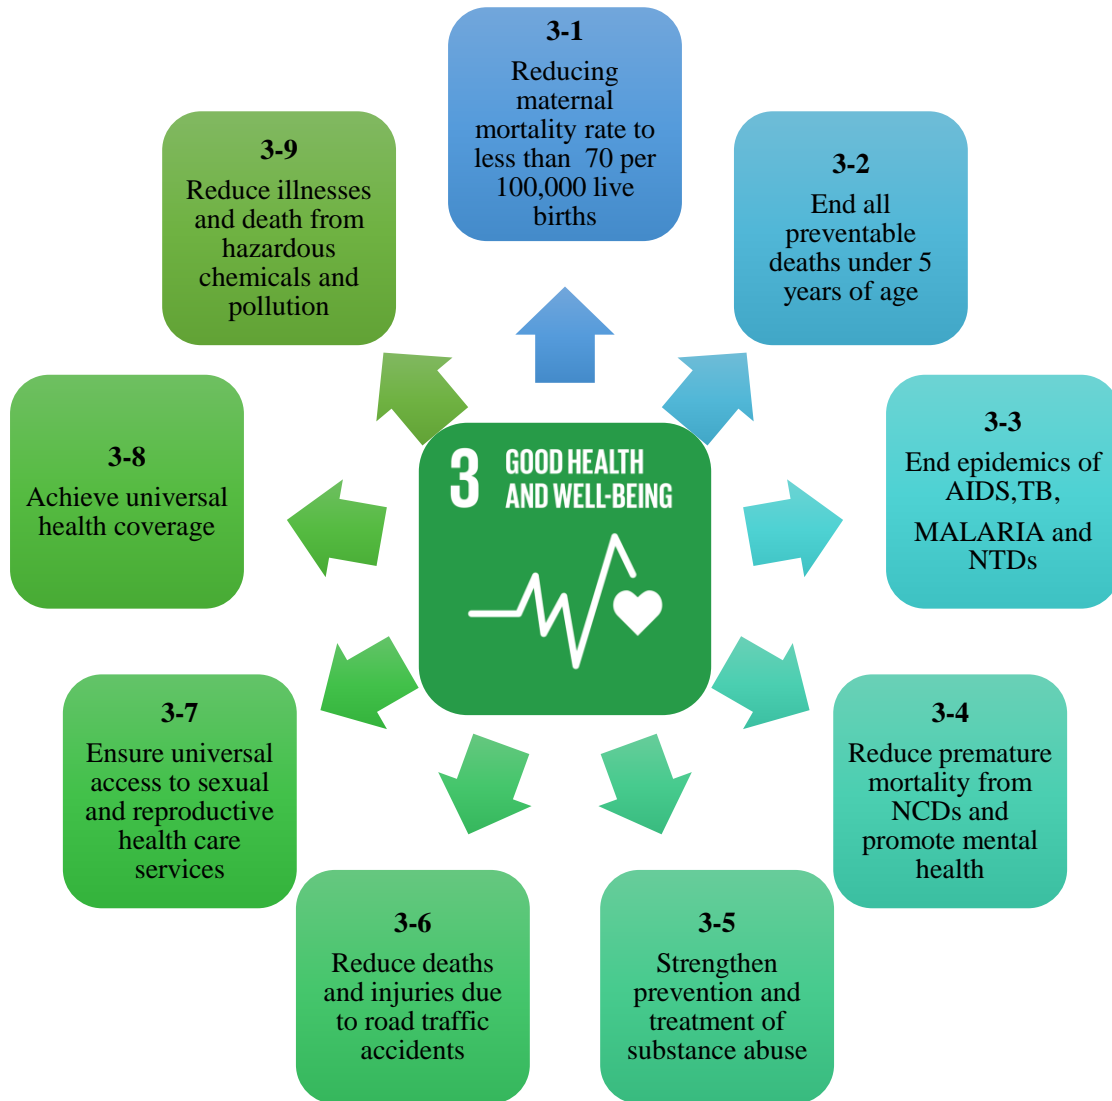 3-1
Reducing
maternal
mortality rate to
less than 70 per
100,000 live
births
3-2
End all
preventable
deaths under 5
years of age
3-3
End epidemics of
AIDS,TB,
MALARIA and
NTDs
3-4
Reduce premature
mortality from
NCDs and
promote mental
health
3-5
Strengthen
prevention and
treatment of
substance abuse
3-6
Reduce deaths
and injuries due
to road traffic
accidents
3-7
Ensure universal
access to sexual
and reproductive
health care
services
3-8
Achieve universal
health coverage
3-9
Reduce illnesses
and death from
hazardous
chemicals and
pollution
3 GOOD HEALTH
AND WELL-BEING